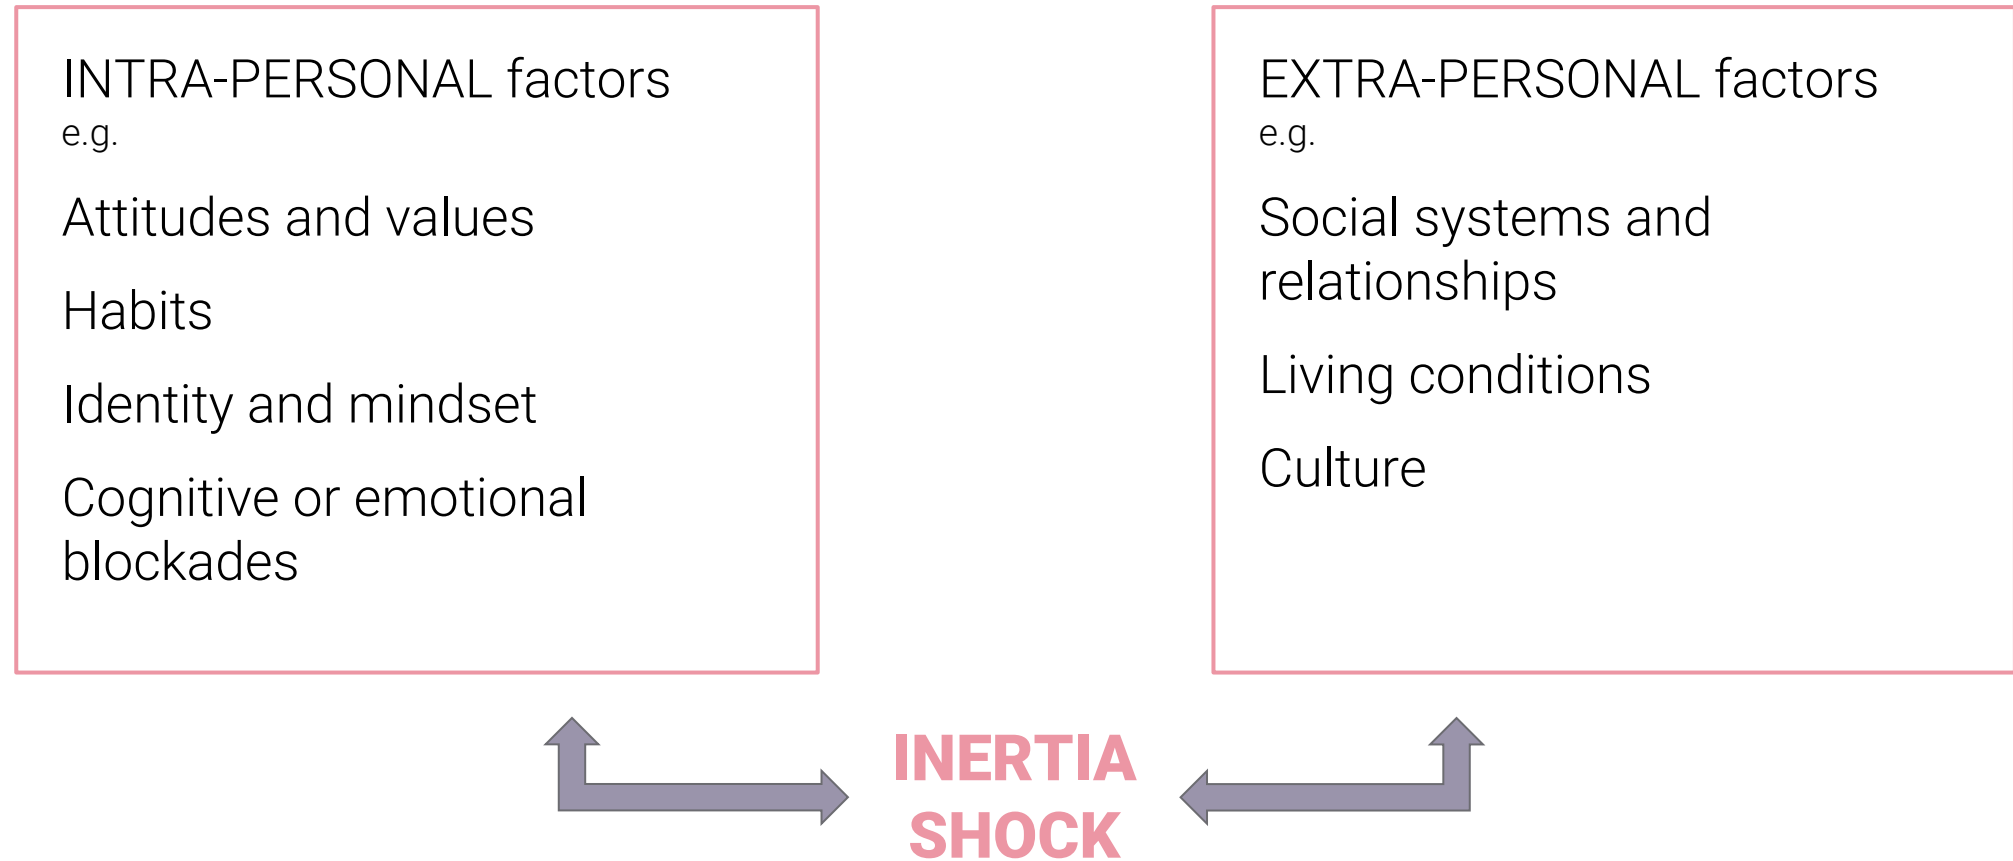 INTRA-PERSONAL factors
e.g.
Attitudes and values
Habits
Identity and mindset
Cognitive or emotional
blockades
EXTRA-PERSONAL factors
e.g.
Social systems and
relationships
Living conditions
Culture
INERTIA
SHOCK